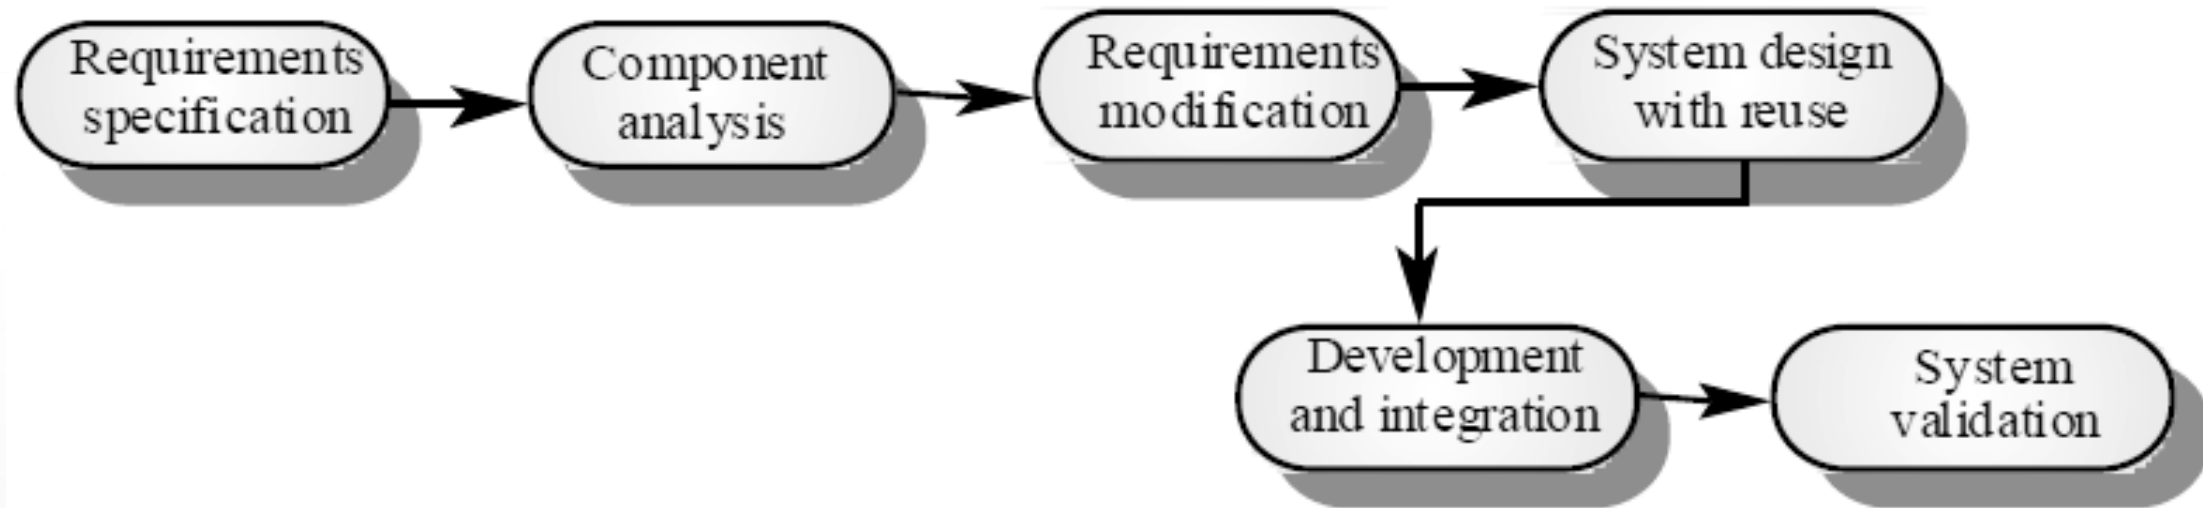 Requirements
specification
Component
analysis
Requirements
modification
System design
with reuse
Development
and integration
System
validation